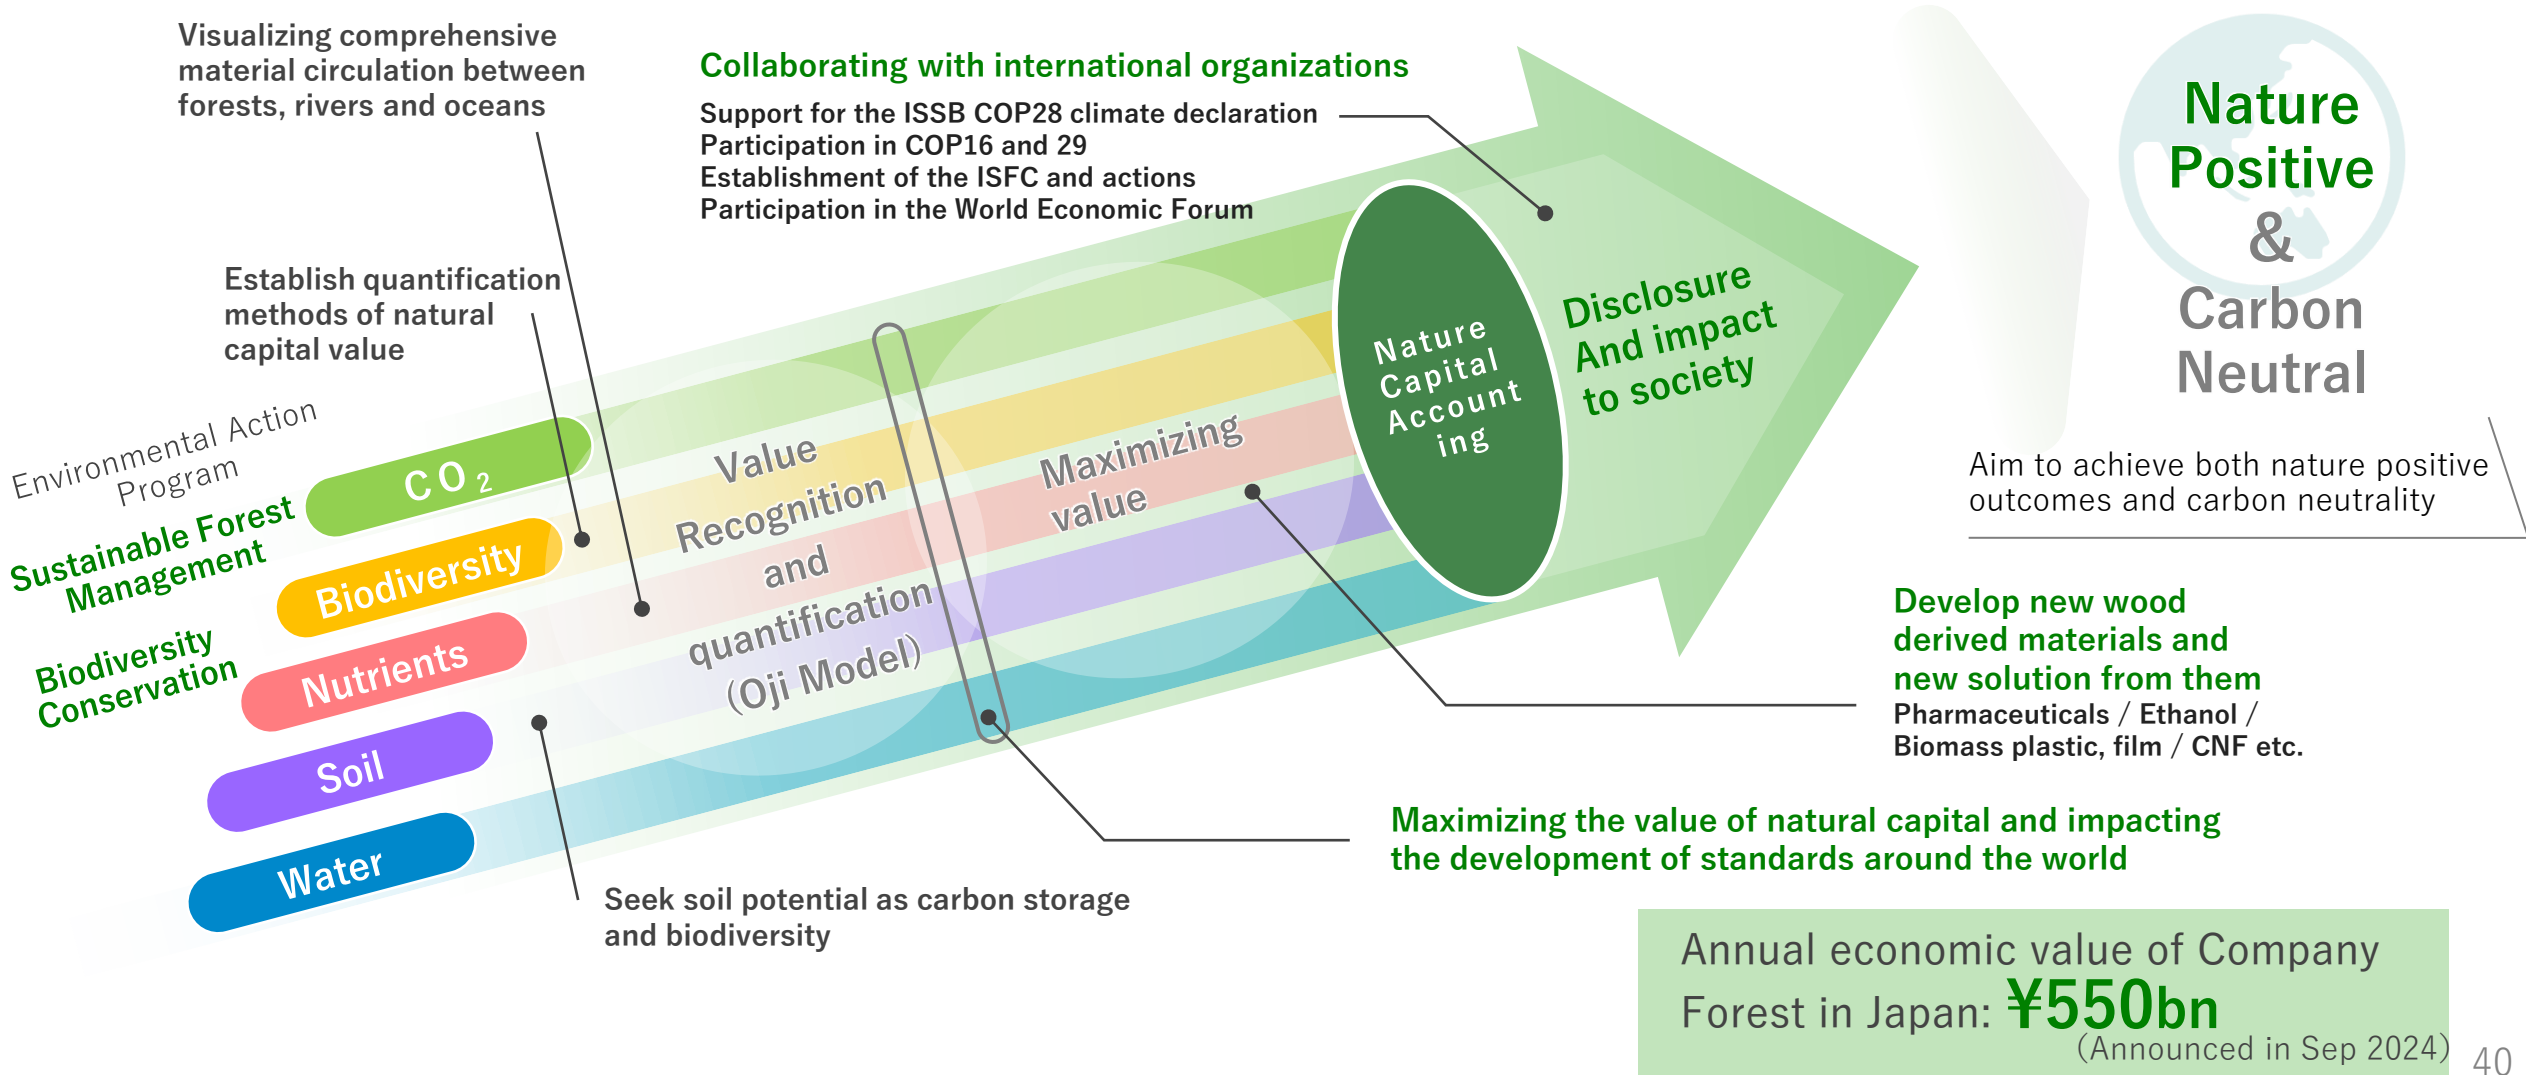 Visualizing comprehensive
material circulation between
forests, rivers and oceans
Collaborating with international organizations
Support for the ISSB COP28 climate declaration
Participation in COP16 and 29
Establishment of the ISFC and actions
Participation in the World Economic Forum
Establish quantification
methods of natural
capital value
Environmental Action
Program
Sustainable Forest
Management
Biodiversity
Conservation
CO₂
Biodiversity
Nutrients
Soil
Water
Value
Recognition
and
quantification
(Oji Model)
Maximizing
value
Nature
Capital
Account
ing
Disclosure
And impact
to society
Nature
Positive
&
Carbon
Neutral
Aim to achieve both nature positive
outcomes and carbon neutrality
Develop new wood
derived materials and
new solution from them
Pharmaceuticals / Ethanol /
Biomass plastic, film / CNF etc.
Maximizing the value of natural capital and impacting
the development of standards around the world
Seek soil potential as carbon storage
and biodiversity
Annual economic value of Company
Forest in Japan: ¥550bn
(Announced in Sep 2024)
40